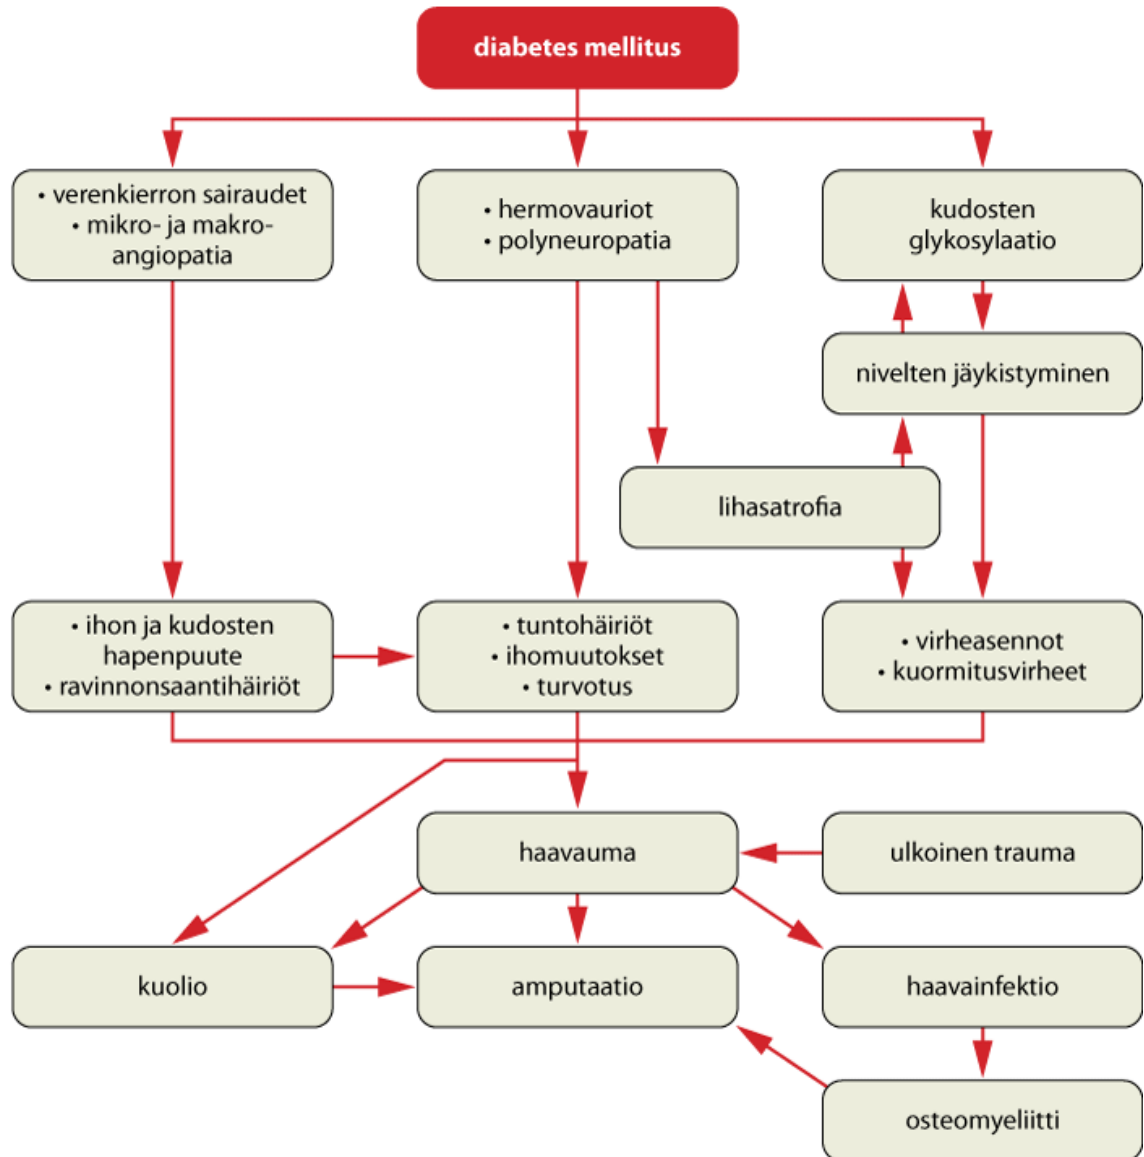 diabetes mellitus
• verenkierron sairaudet
• mikro- ja makro-
angiopatia
• hermovauriot
• polyneuropatia
kudosten
glykosylaatio
nivelten jäykistyminen
lihasatrofia
• ihon ja kudosten
hapenpuute
• ravinnonsaantihäiriöt
• tuntohäiriöt
• ihomuutokset
• turvotus
• virheasennot
• kuormitusvirheet
haavauma
ulkoinen trauma
kuolio
amputaatio
haavainfektio
osteomyeliitti